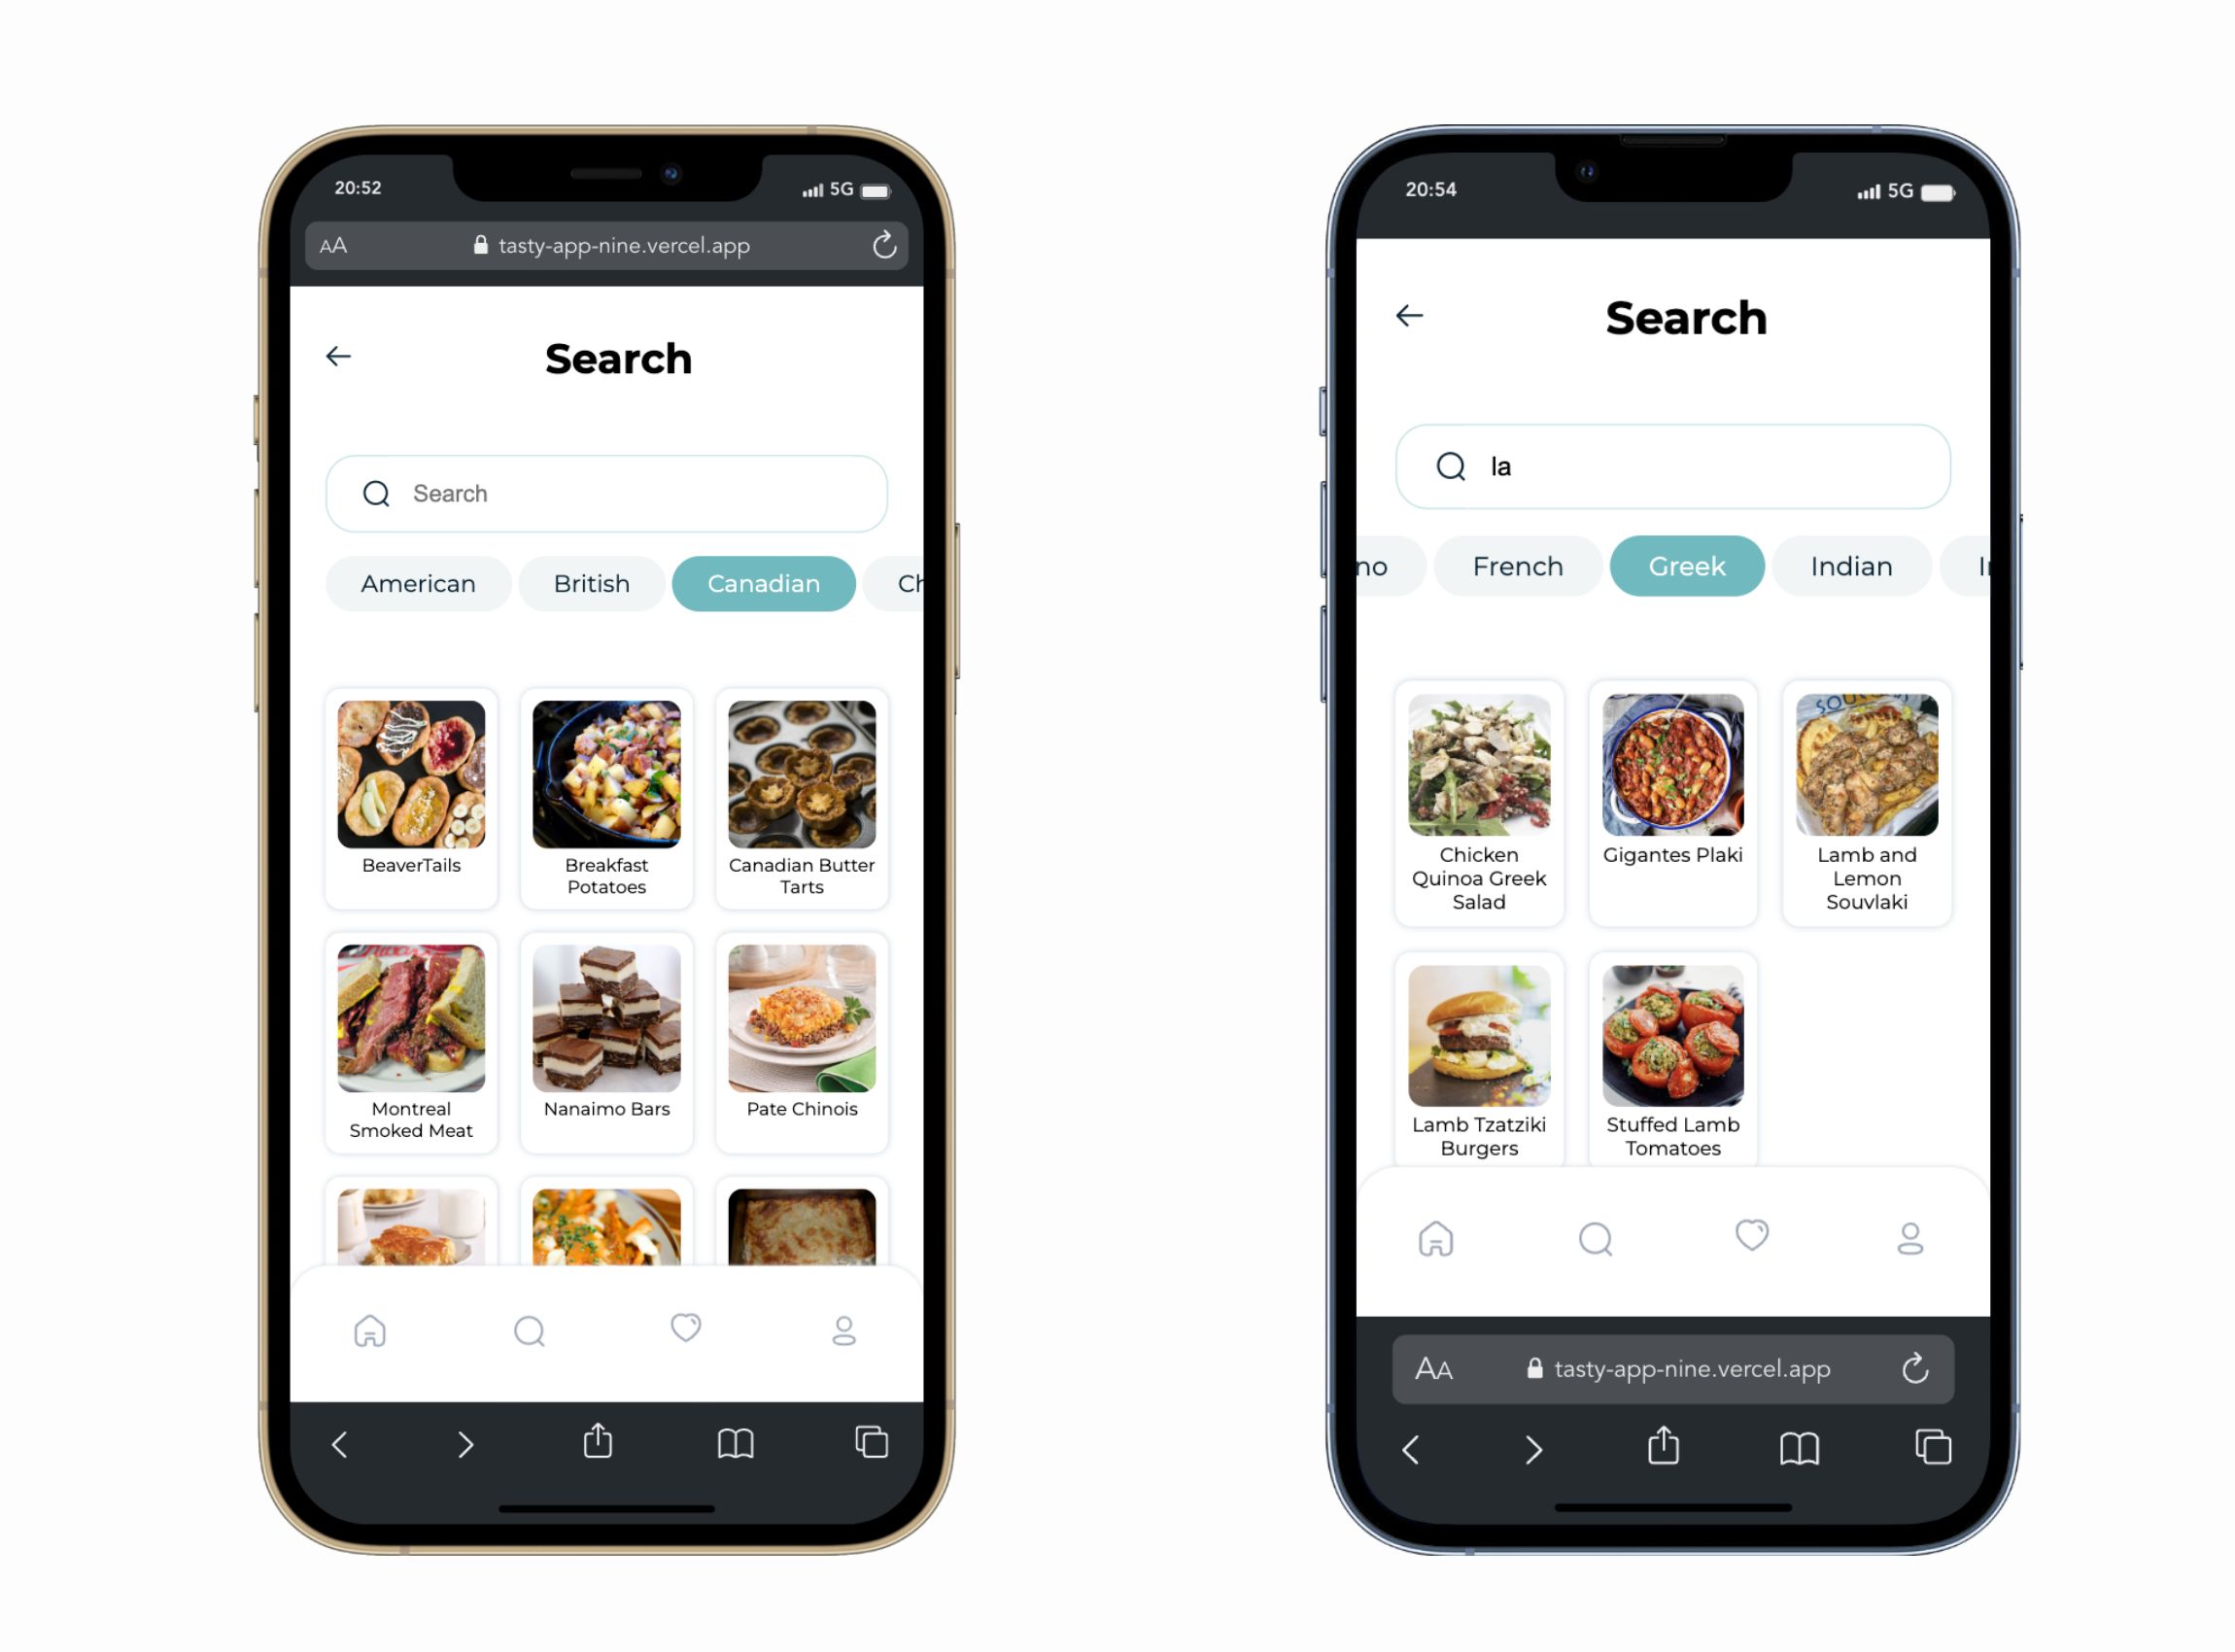 20:52
5G
AA
tasty-app-nine.vercel.app
Search
Search
American British Canadian Ch
BeaverTails
Breakfast
Potatoes
Canadian Butter
Tarts
Montreal
Smoked Meat
Nanaimo Bars
Pate Chinois
20:54
5G
Search
la
no French Greek Indian
Chicken
Quinoa Greek
Salad
Gigantes Plaki
Lamb and
Lemon
Souvlaki
Lamb Tzatziki
Burgers
Stuffed Lamb
Tomatoes
AA
tasty-app-nine.vercel.app